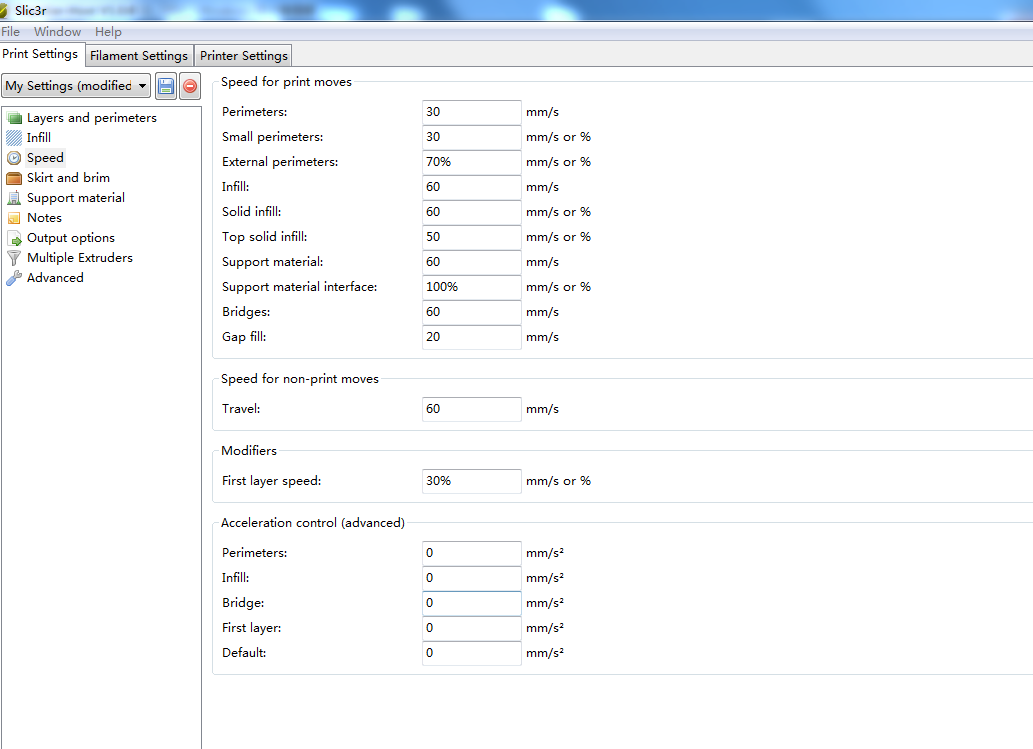 Slic3r
File Window Help
Print Settings Filament Settings Printer Settings
My Settings (modified
Layers and perimeters
Infill
Speed
Skirt and brim
Support material
Notes
Output options
Multiple Extruders
Advanced
Speed for print moves
Perimeters: 30 mm/s
Small perimeters: 30 mm/s or %
External perimeters: 70% mm/s or %
Infill: 60 mm/s
Solid infill: 60 mm/s or %
Top solid infill: 50 mm/s or %
Support material: 60 mm/s
Support material interface: 100% mm/s or %
Bridges: 60 mm/s
Gap fill: 20 mm/s
Speed for non-print moves
Travel: 60 mm/s
Modifiers
First layer speed: 30% mm/s or %
Acceleration control (advanced)
Perimeters: 0 mm/s²
Infill: 0 mm/s²
Bridge: 0 mm/s²
First layer: 0 mm/s²
Default: 0 mm/s²